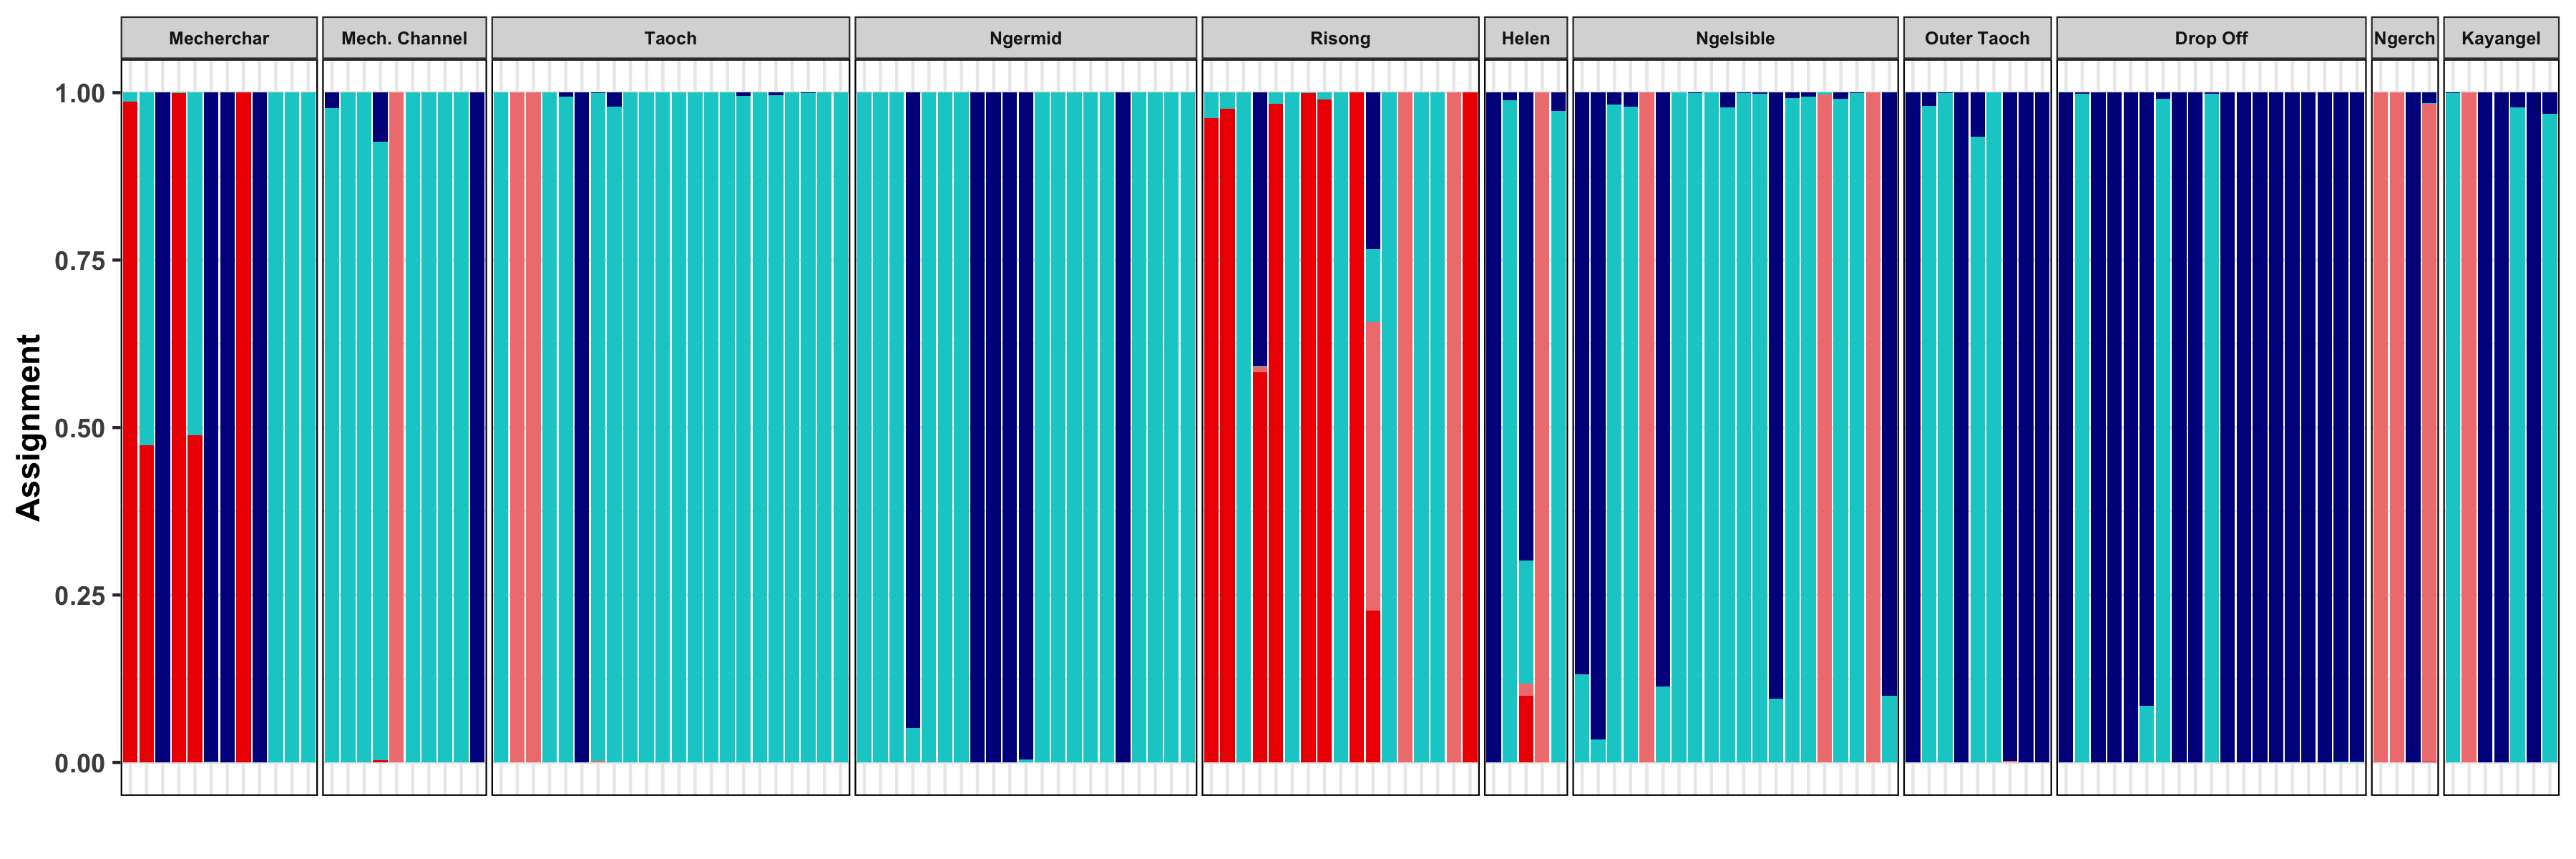 Mecherchar Mech. Channel Taoch Ngermid Risong Helen Ngelsible Outer Taoch Drop Off Ngerch Kayangel
1.00
0.75
0.50
0.25
0.00
Assignment